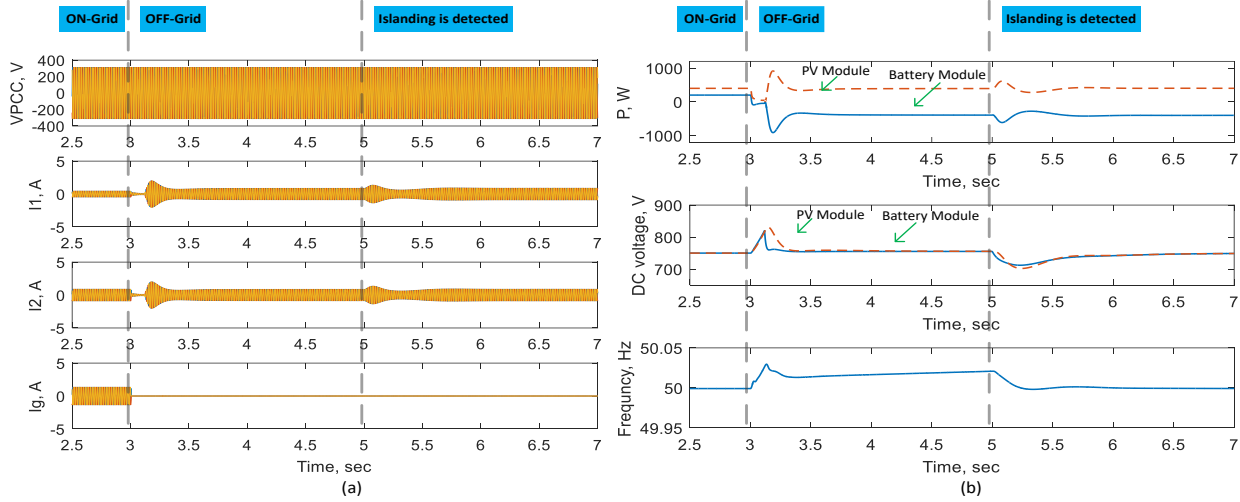 ON-Grid OFF-Grid Islanding is detected
400
200
0
-200
-400
VPCC, V
2.5 3 3.5 4 4.5 5 5.5 6 6.5 7
5
0
-5
I1, A
2.5 3 3.5 4 4.5 5 5.5 6 6.5 7
5
0
-5
I2, A
2.5 3 3.5 4 4.5 5 5.5 6 6.5 7
5
0
-5
Ig, A
2.5 3 3.5 4 4.5 5 5.5 6 6.5 7
Time, sec
(a)
ON-Grid OFF-Grid Islanding is detected
1000
0
-1000
P, W
PV Module Battery Module
2.5 3 3.5 4 4.5 5 5.5 6 6.5 7
Time, sec
900
800
700
DC voltage, V
PV Module Battery Module
2.5 3 3.5 4 4.5 5 5.5 6 6.5 7
Time, sec
50.05
50
49.95
Frequncy, Hz
2.5 3 3.5 4 4.5 5 5.5 6 6.5 7
Time, sec
(b)